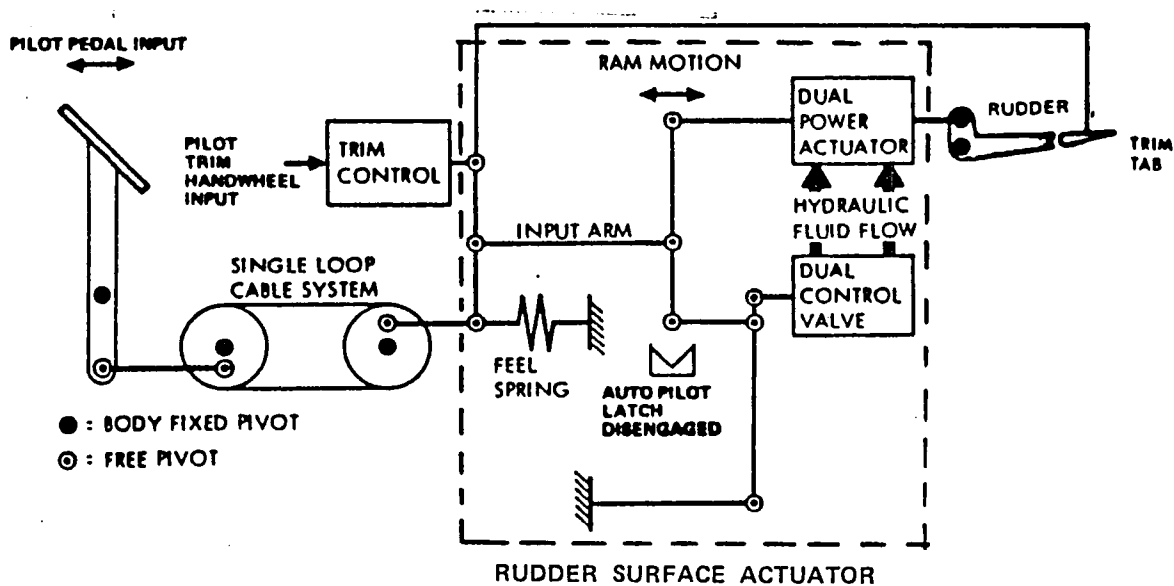 PILOT PEDAL INPUT
RAM MOTION
DUAL
POWER
ACTUATOR
RUDDER
TRIM
TAB
PILOT
TRIM
HANDWHEEL
INPUT
TRIM
CONTROL
HYDRAULIC
FLUID FLOW
INPUT ARM
SINGLE LOOP
CABLE SYSTEM
DUAL
CONTROL
VALVE
FEEL
SPRING
AUTO PILOT
LATCH
DISENGAGED
: BODY FIXED PIVOT
: FREE PIVOT
RUDDER SURFACE ACTUATOR